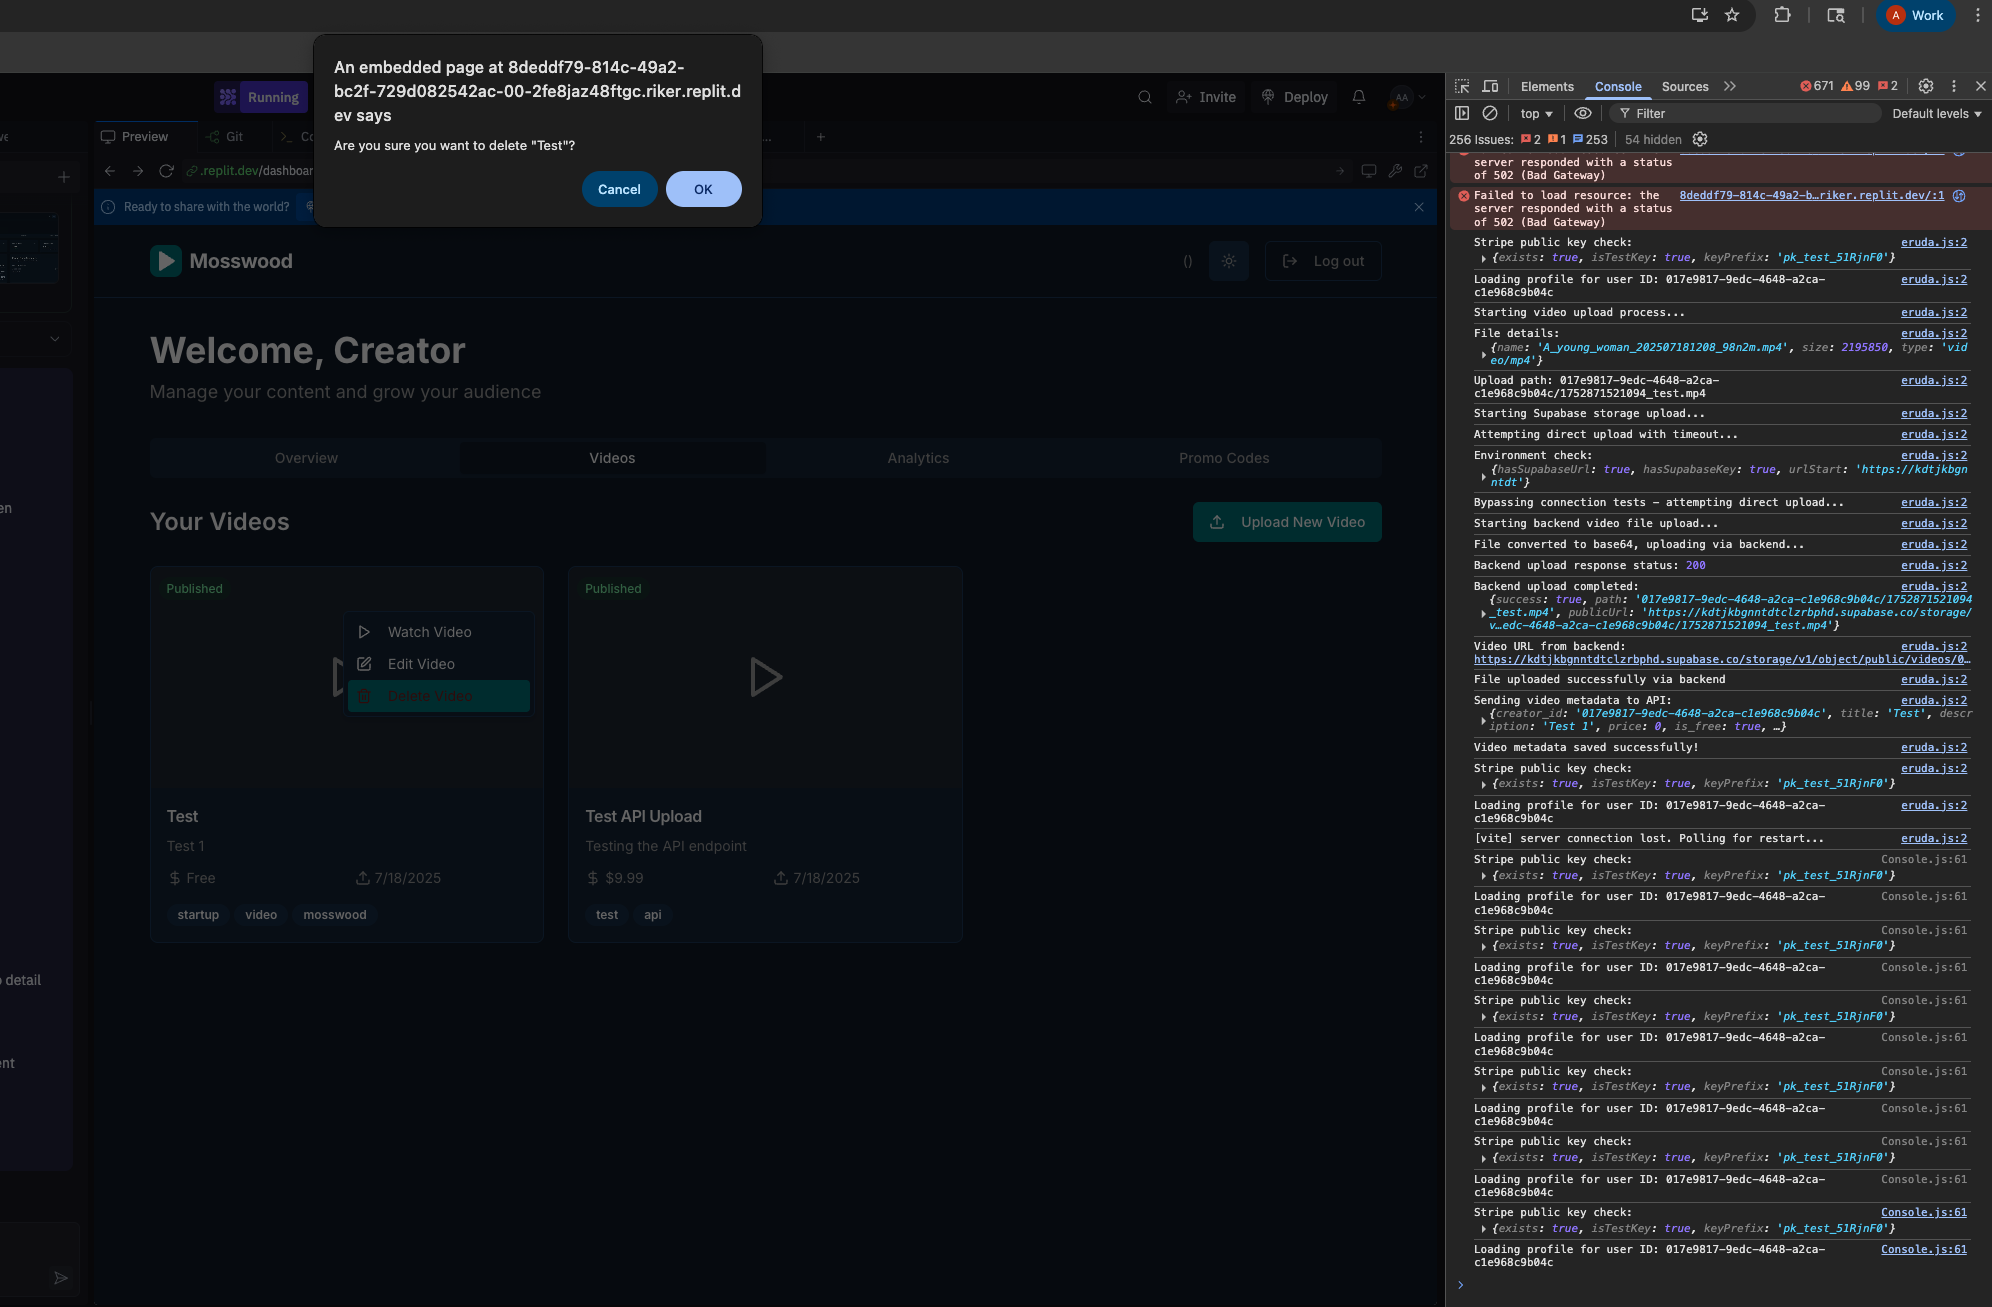 Work
An embedded page at 8deddf79-814c-49a2-
bc2f-729d082542ac-00-2fe8jaz48ftgc.riker.replit.d
ev says
Are you sure you want to delete "Test"?
Cancel
OK
Running
Invite
Deploy
AA
Preview
Git
.replit.dev/dashboar
Ready to share with the world?
Mosswood
()
Log out
Welcome, Creator
Manage your content and grow your audience
Overview
Videos
Analytics
Promo Codes
Your Videos
Upload New Video
Published
Watch Video
Edit Video
Delete Video
Test
Test 1
Free
7/18/2025
startup
video
mosswood
Published
Test API Upload
Testing the API endpoint
$9.99
7/18/2025
test
api
en
detail
ent
Elements
Console
Sources
671
99
2
top
Filter
Default levels
256 Issues:
2
1
253
54 hidden
server responded with a status
of 502 (Bad Gateway)
Failed to load resource: the 8deddf79-814c-49a2-b…riker.replit.dev/:1
server responded with a status
of 502 (Bad Gateway)
Stripe public key check: eruda.js:2
{exists: true, isTestKey: true, keyPrefix: 'pk_test_51RjnF0'}
Loading profile for user ID: 017e9817-9edc-4648-a2ca- eruda.js:2
c1e968c9b04c
Starting video upload process... eruda.js:2
File details: eruda.js:2
{name: 'A_young_woman_202507181208_98n2m.mp4', size: 2195850, type: 'vid
eo/mp4'}
Upload path: 017e9817-9edc-4648-a2ca- eruda.js:2
c1e968c9b04c/1752871521094_test.mp4
Starting Supabase storage upload... eruda.js:2
Attempting direct upload with timeout... eruda.js:2
Environment check: eruda.js:2
{hasSupabaseUrl: true, hasSupabaseKey: true, urlStart: 'https://kdtjkbgn
ntdt'}
Bypassing connection tests - attempting direct upload... eruda.js:2
Starting backend video file upload... eruda.js:2
File converted to base64, uploading via backend... eruda.js:2
Backend upload response status: 200 eruda.js:2
Backend upload completed: eruda.js:2
{success: true, path: '017e9817-9edc-4648-a2ca-c1e968c9b04c/1752871521094
_test.mp4', publicUrl: 'https://kdtjkbgnntdtclzrbphd.supabase.co/storage/
v…edc-4648-a2ca-c1e968c9b04c/1752871521094_test.mp4'}
Video URL from backend: eruda.js:2
https://kdtjkbgnntdtclzrbphd.supabase.co/storage/v1/object/public/videos/0…
File uploaded successfully via backend eruda.js:2
Sending video metadata to API: eruda.js:2
{creator_id: '017e9817-9edc-4648-a2ca-c1e968c9b04c', title: 'Test', descr
iption: 'Test 1', price: 0, is_free: true, …}
Video metadata saved successfully! eruda.js:2
Stripe public key check: eruda.js:2
{exists: true, isTestKey: true, keyPrefix: 'pk_test_51RjnF0'}
Loading profile for user ID: 017e9817-9edc-4648-a2ca- eruda.js:2
c1e968c9b04c
[vite] server connection lost. Polling for restart... eruda.js:2
Stripe public key check: Console.js:61
{exists: true, isTestKey: true, keyPrefix: 'pk_test_51RjnF0'}
Loading profile for user ID: 017e9817-9edc-4648-a2ca- Console.js:61
c1e968c9b04c
Stripe public key check: Console.js:61
{exists: true, isTestKey: true, keyPrefix: 'pk_test_51RjnF0'}
Loading profile for user ID: 017e9817-9edc-4648-a2ca- Console.js:61
c1e968c9b04c
Stripe public key check: Console.js:61
{exists: true, isTestKey: true, keyPrefix: 'pk_test_51RjnF0'}
Loading profile for user ID: 017e9817-9edc-4648-a2ca- Console.js:61
c1e968c9b04c
Stripe public key check: Console.js:61
{exists: true, isTestKey: true, keyPrefix: 'pk_test_51RjnF0'}
Loading profile for user ID: 017e9817-9edc-4648-a2ca- Console.js:61
c1e968c9b04c
Stripe public key check: Console.js:61
{exists: true, isTestKey: true, keyPrefix: 'pk_test_51RjnF0'}
Loading profile for user ID: 017e9817-9edc-4648-a2ca- Console.js:61
c1e968c9b04c
Stripe public key check: Console.js:61
{exists: true, isTestKey: true, keyPrefix: 'pk_test_51RjnF0'}
Loading profile for user ID: 017e9817-9edc-4648-a2ca- Console.js:61
c1e968c9b04c